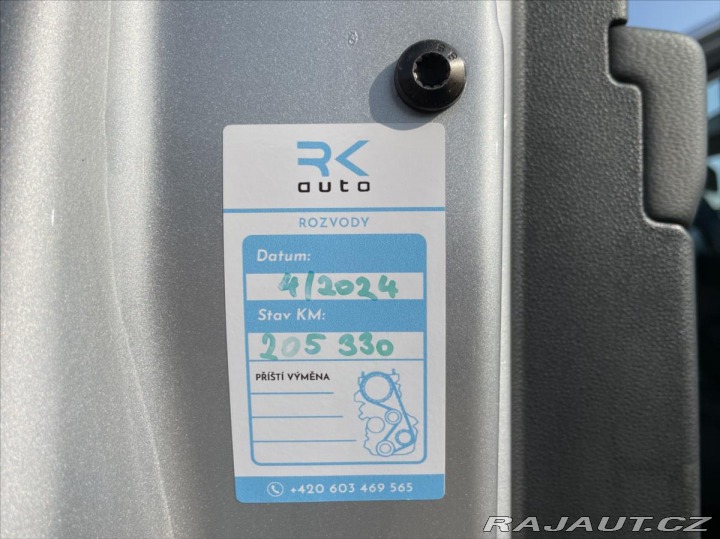 RK
auto
ROZVODY
Datum:
4/2024
Stav KM:
205 330
PŘÍŠTÍ VÝMĚNA
+420 603 469 565
RAJAUT.CZ